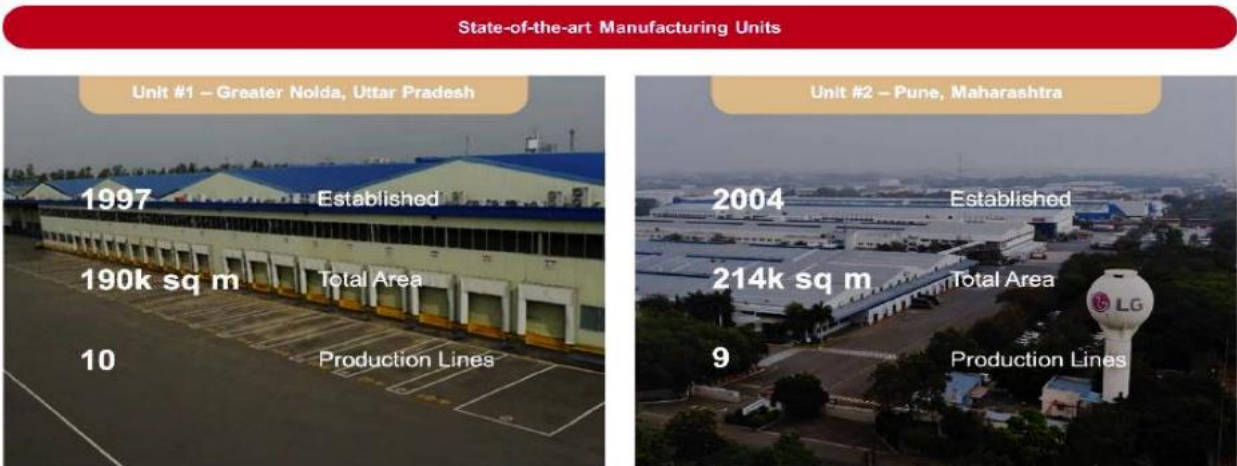 State-of-the-art Manufacturing Units
Unit #1 – Greater Noida, Uttar Pradesh
1997 Established
190k sq m Total Area
10 Production Lines
Unit #2 – Pune, Maharashtra
2004 Established
214k sq m Total Area
LG
9 Production Lines